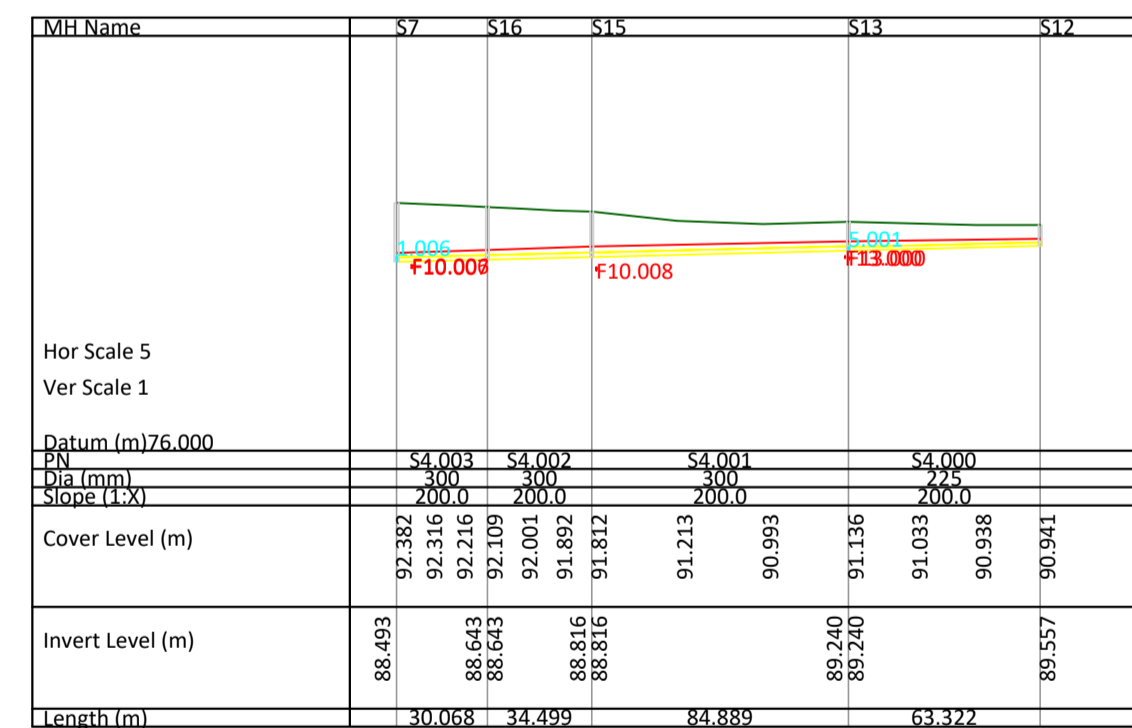 MH Name S7 S16 S15 S13 S12
1.006 5.001
F10.008 F13.000
Hor Scale 5
Ver Scale 1
Datum (m)76.000
PN S4.003 S4.002 S4.001 S4.000
Dia (mm) 300 300 300 225
Slope (1:X) 200.0 200.0 200.0 200.0
Cover Level (m) 92.382 92.316 92.216 92.109 92.001 91.892 91.812 91.213 90.993 91.136 91.033 90.938 90.941
Invert Level (m) 88.493 88.643 88.643 88.816 88.816 89.240 89.240 89.557
Length (m) 30.068 34.499 84.889 63.322